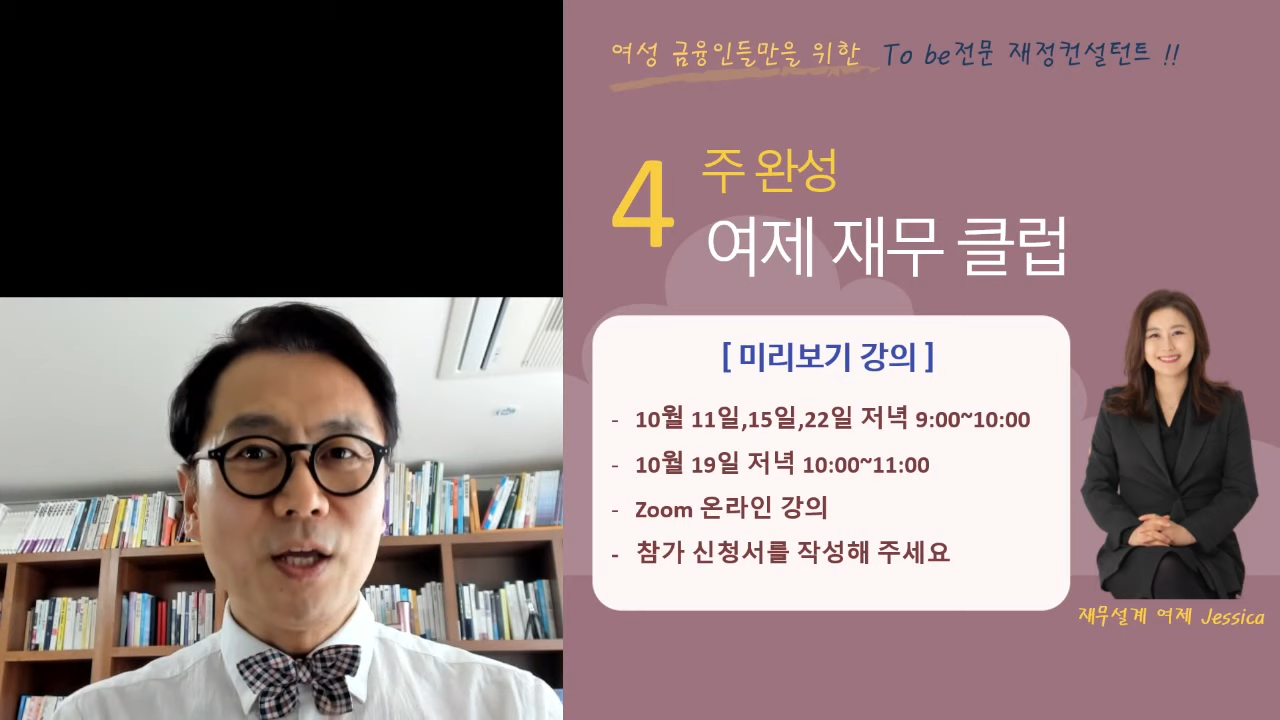 여성 금융인들만을 위한 To be전문 재정컨설턴트 !!
4주 완성
여제 재무 클럽
[ 미리보기 강의 ]
- 10월 11일,15일,22일 저녁 9:00~10:00
- 10월 19일 저녁 10:00~11:00
- Zoom 온라인 강의
- 참가 신청서를 작성해 주세요
재무설계 여제 Jessica